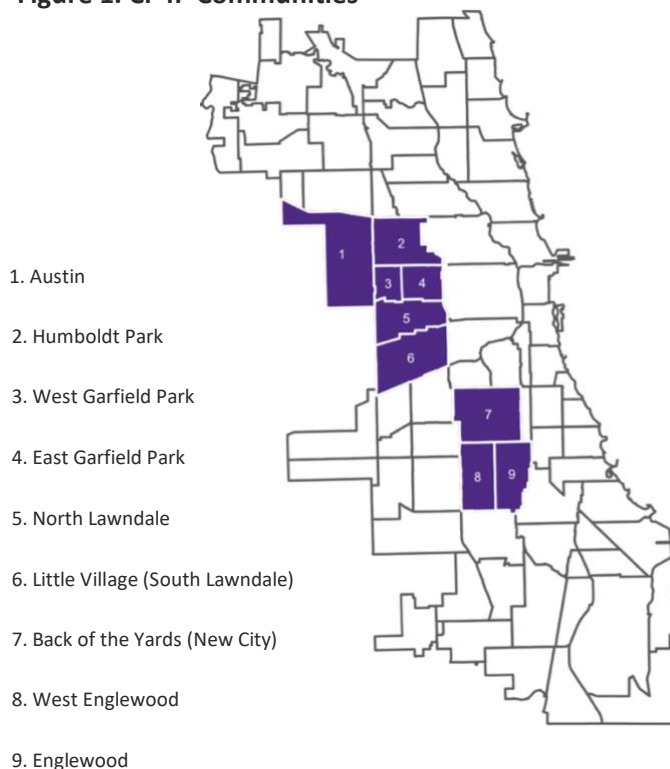 Figure 1. CP4P Communities
1. Austin
2. Humboldt Park
3. West Garfield Park
4. East Garfield Park
5. North Lawndale
6. Little Village (South Lawndale)
7. Back of the Yards (New City)
8. West Englewood
9. Englewood
1
2
3
4
5
6
7
8
9